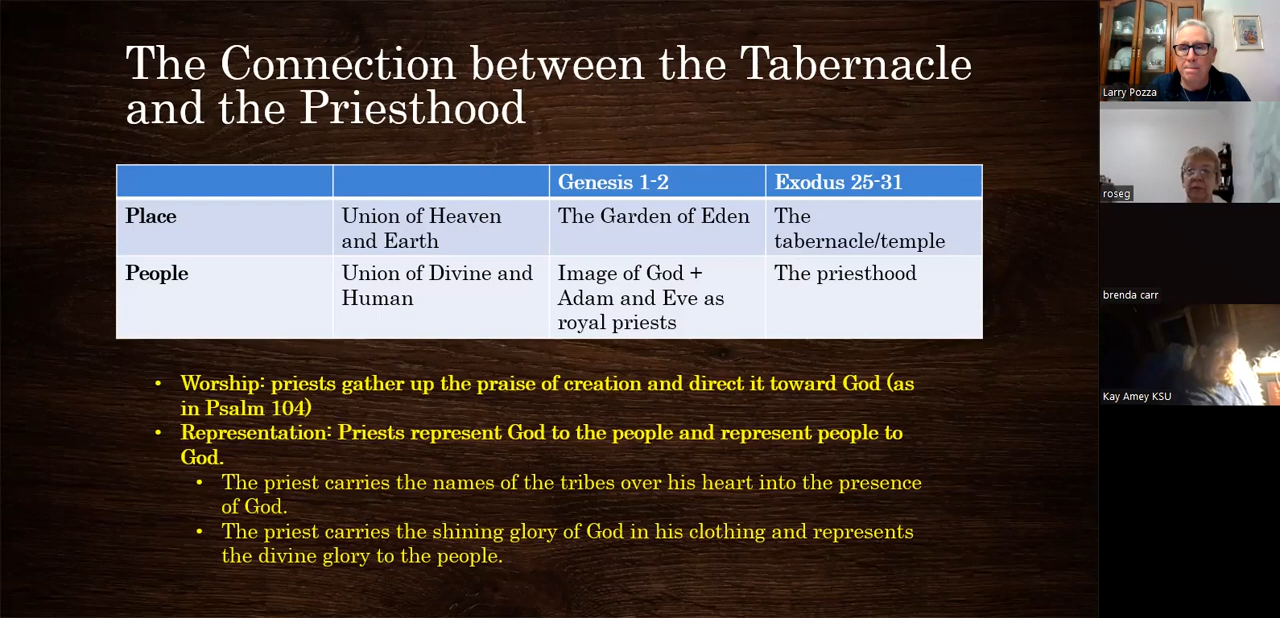 The Connection between the Tabernacle
and the Priesthood
Genesis 1-2
Exodus 25-31
Place
Union of Heaven
and Earth
The Garden of Eden
The
tabernacle/temple
People
Union of Divine and
Human
Image of God +
Adam and Eve as
royal priests
The priesthood
• Worship: priests gather up the praise of creation and direct it toward God (as
in Psalm 104)
• Representation: Priests represent God to the people and represent people to
God.
• The priest carries the names of the tribes over his heart into the presence
of God.
• The priest carries the shining glory of God in his clothing and represents
the divine glory to the people.
Larry Pozza
roseg
brenda carr
Kay Amey KSU